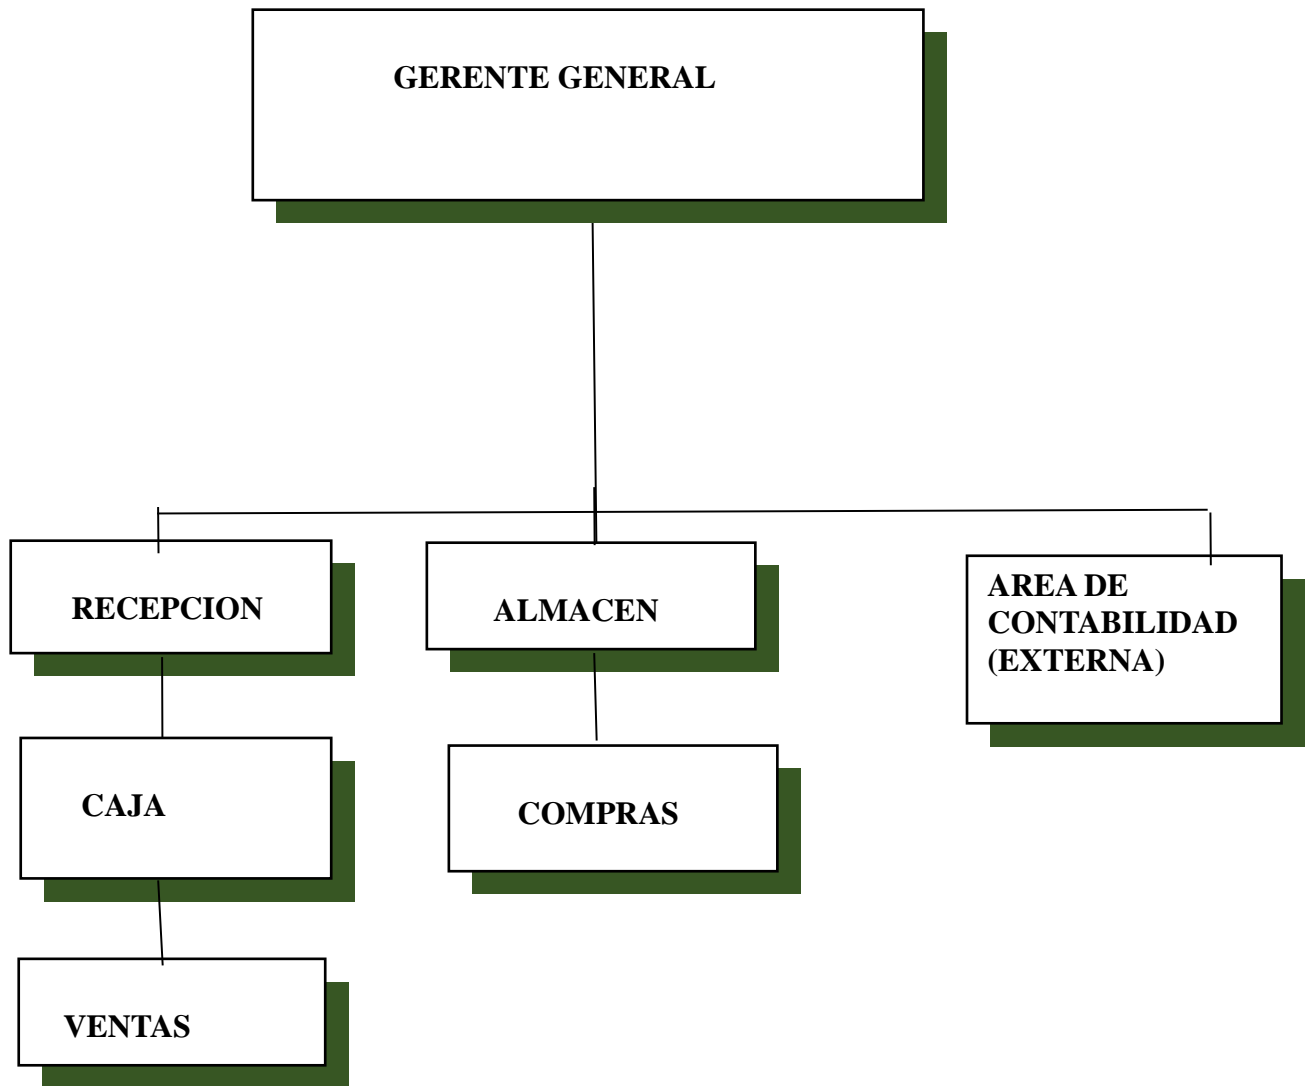 GERENTE GENERAL
RECEPCION
ALMACEN
AREA DE
CONTABILIDAD
(EXTERNA)
CAJA
COMPRAS
VENTAS